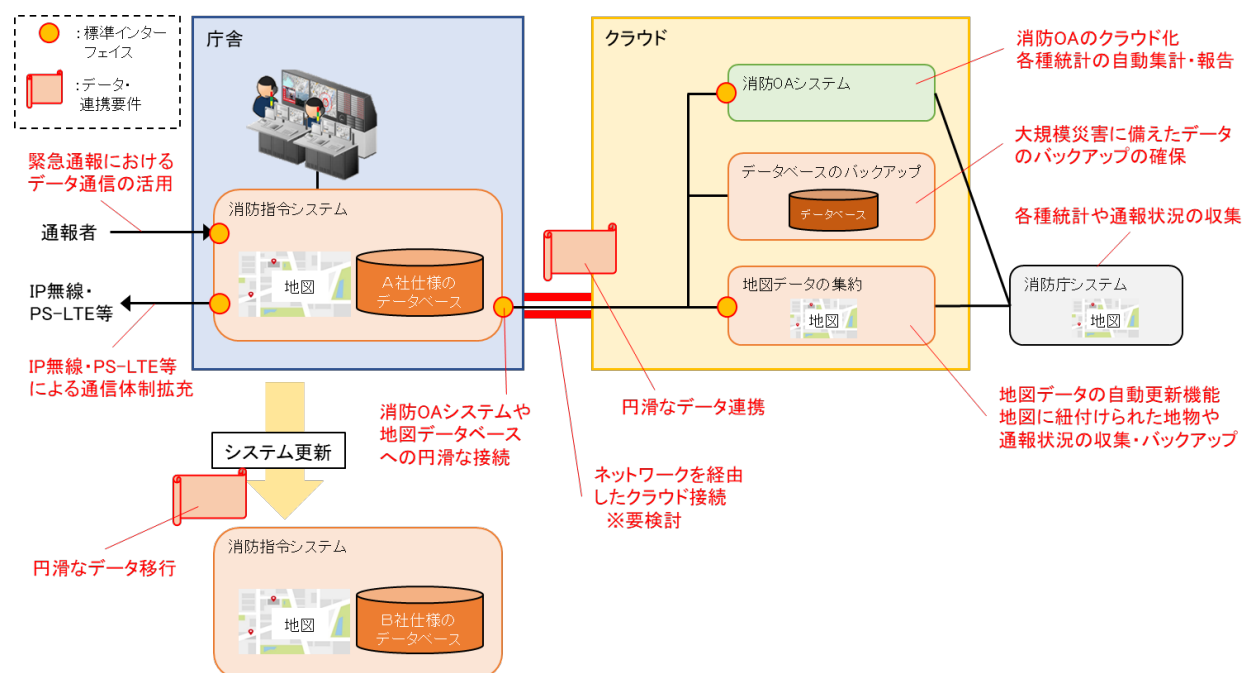 ：標準インター
フェイス
：データ・
連携要件
庁舎
消防指令システム
地図
A社仕様の
データベース
緊急通報における
データ通信の活用
通報者
IP無線・
PS-LTE等
IP無線・PS-LTE等
による通信体制拡充
システム更新
円滑なデータ移行
消防指令システム
地図
B社仕様の
データベース
消防OAシステムや
地図データベース
への円滑な接続
ネットワークを経由
したクラウド接続
※要検討
円滑なデータ連携
クラウド
消防OAシステム
データベースのバックアップ
データベース
地図データの集約
地図
消防OAのクラウド化
各種統計の自動集計・報告
大規模災害に備えたデータ
のバックアップの確保
各種統計や通報状況の収集
消防庁システム
地図
地図データの自動更新機能
地図に紐付けられた地物や
通報状況の収集・バックアップ